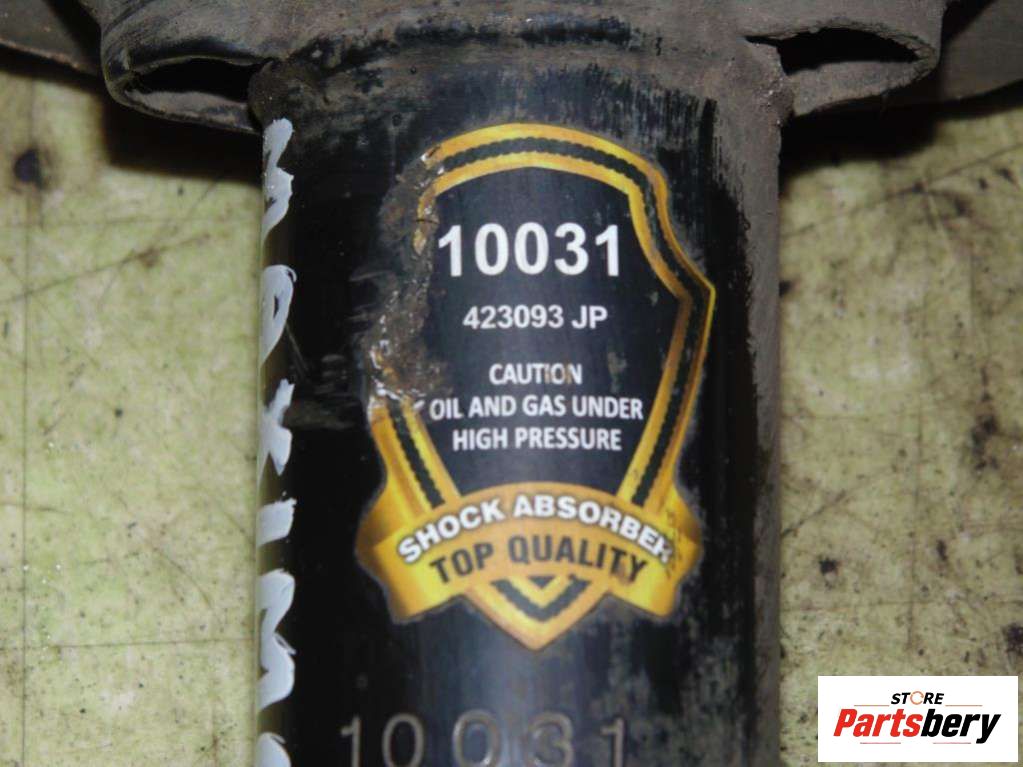 10031
423093 JP
CAUTION
OIL AND GAS UNDER
HIGH PRESSURE
SHOCK ABSORBER
TOP QUALITY
10031
STORE
Partsbery